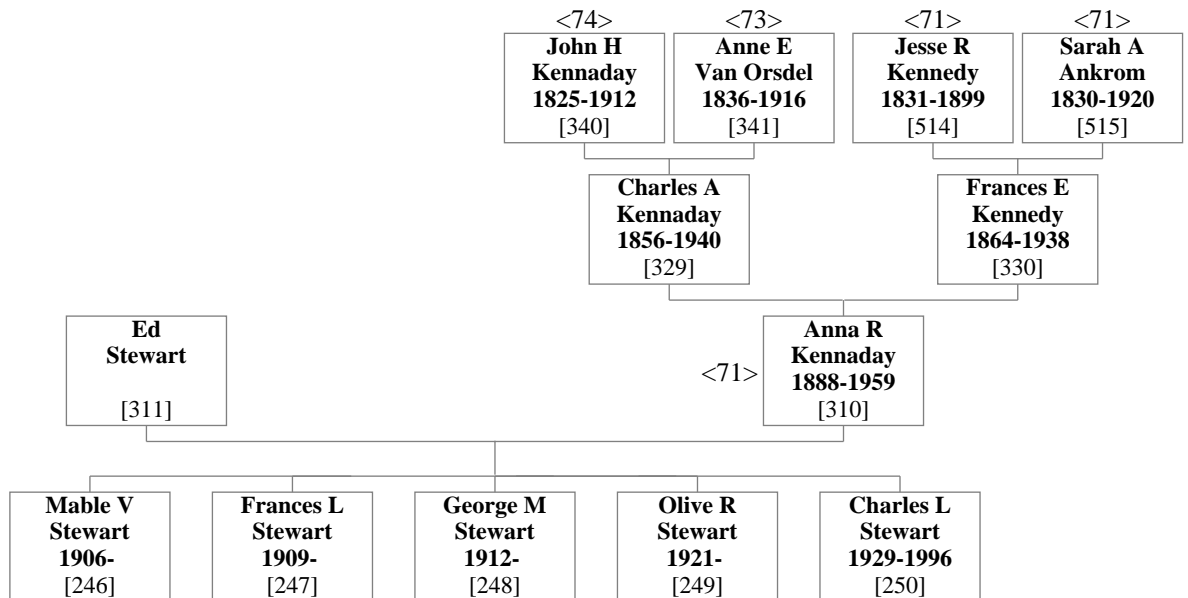 <74>
John H
Kennaday
1825-1912
[340]
<73>
Anne E
Van Orsdel
1836-1916
[341]
<71>
Jesse R
Kennedy
1831-1899
[514]
<71>
Sarah A
Ankrom
1830-1920
[515]
Charles A
Kennaday
1856-1940
[329]
Frances E
Kennedy
1864-1938
[330]
Ed
Stewart
[311]
<71>
Anna R
Kennaday
1888-1959
[310]
Mable V
Stewart
1906-
[246]
Frances L
Stewart
1909-
[247]
George M
Stewart
1912-
[248]
Olive R
Stewart
1921-
[249]
Charles L
Stewart
1929-1996
[250]